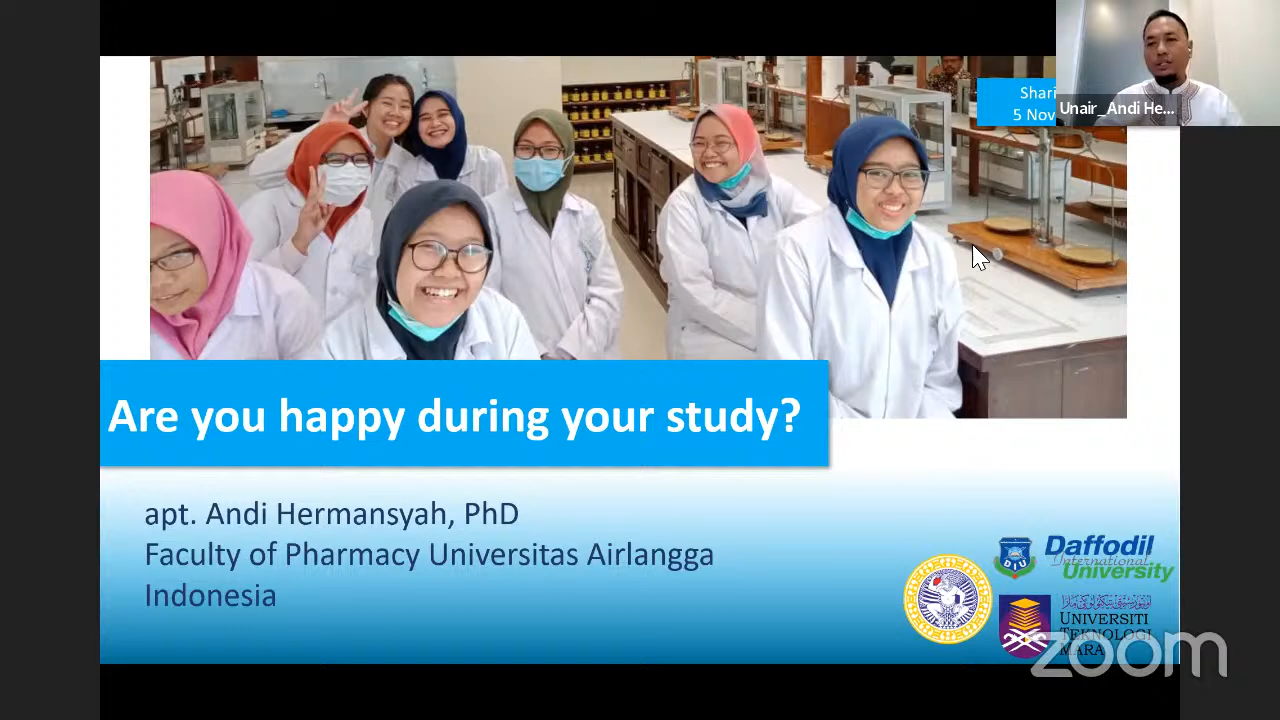 Shari
5 Nov
Unair_Andi He...
Are you happy during your study?
apt. Andi Hermansyah, PhD
Faculty of Pharmacy Universitas Airlangga
Indonesia
Daffodil
International
University
DIU
UNIVERSITI
TEKNOLOGI
MARA
zoom